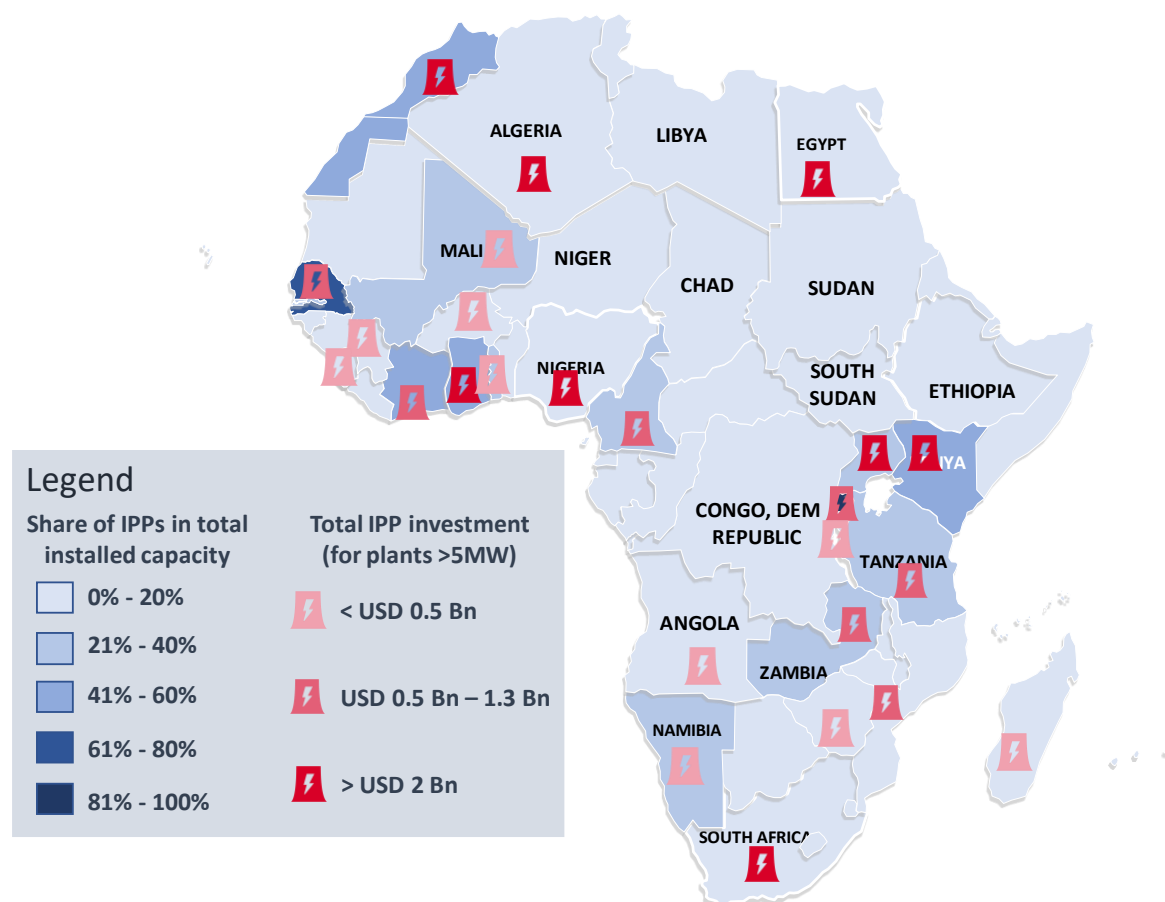 ALGERIA
LIBYA
EGYPT
MALI
NIGER
CHAD
SUDAN
NIGERIA
SOUTH
SUDAN
ETHIOPIA
NYA
CONGO, DEM
REPUBLIC
TANZANIA
ANGOLA
ZAMBIA
NAMIBIA
SOUTH AFRICA
Legend
Share of IPPs in total
installed capacity
0% - 20%
21% - 40%
41% - 60%
61% - 80%
81% - 100%
Total IPP investment
(for plants >5MW)
< USD 0.5 Bn
USD 0.5 Bn – 1.3 Bn
> USD 2 Bn